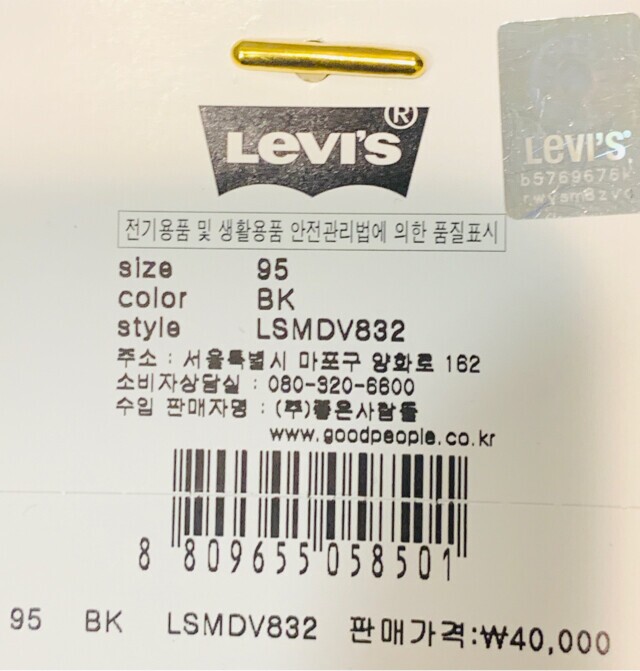 LEVI'S®
LEVI'S®
b5769676
전기용품 및 생활용품 안전관리법에 의한 품질표시
size 95
color BK
style LSMDV832
주소 : 서울특별시 마포구 양화로 162
소비자상담실 : 080-320-6600
수입 판매자명 : (주)좋은사람들
www.goodpeople.co.kr
8 809655 058501
95 BK LSMDV832 판매가격:₩40,000